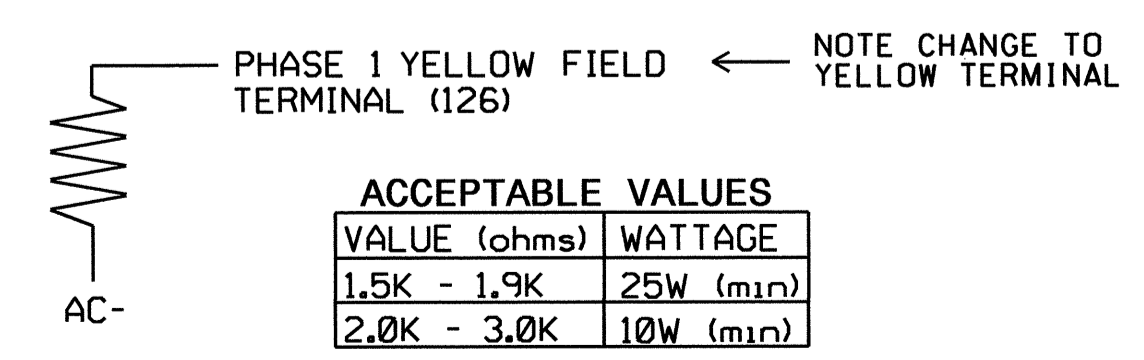 PHASE 1 YELLOW FIELD
TERMINAL (126)
NOTE CHANGE TO
YELLOW TERMINAL
ACCEPTABLE VALUES
VALUE (ohms) WATTAGE
1.5K - 1.9K 25W (min)
2.0K - 3.0K 10W (min)
AC-